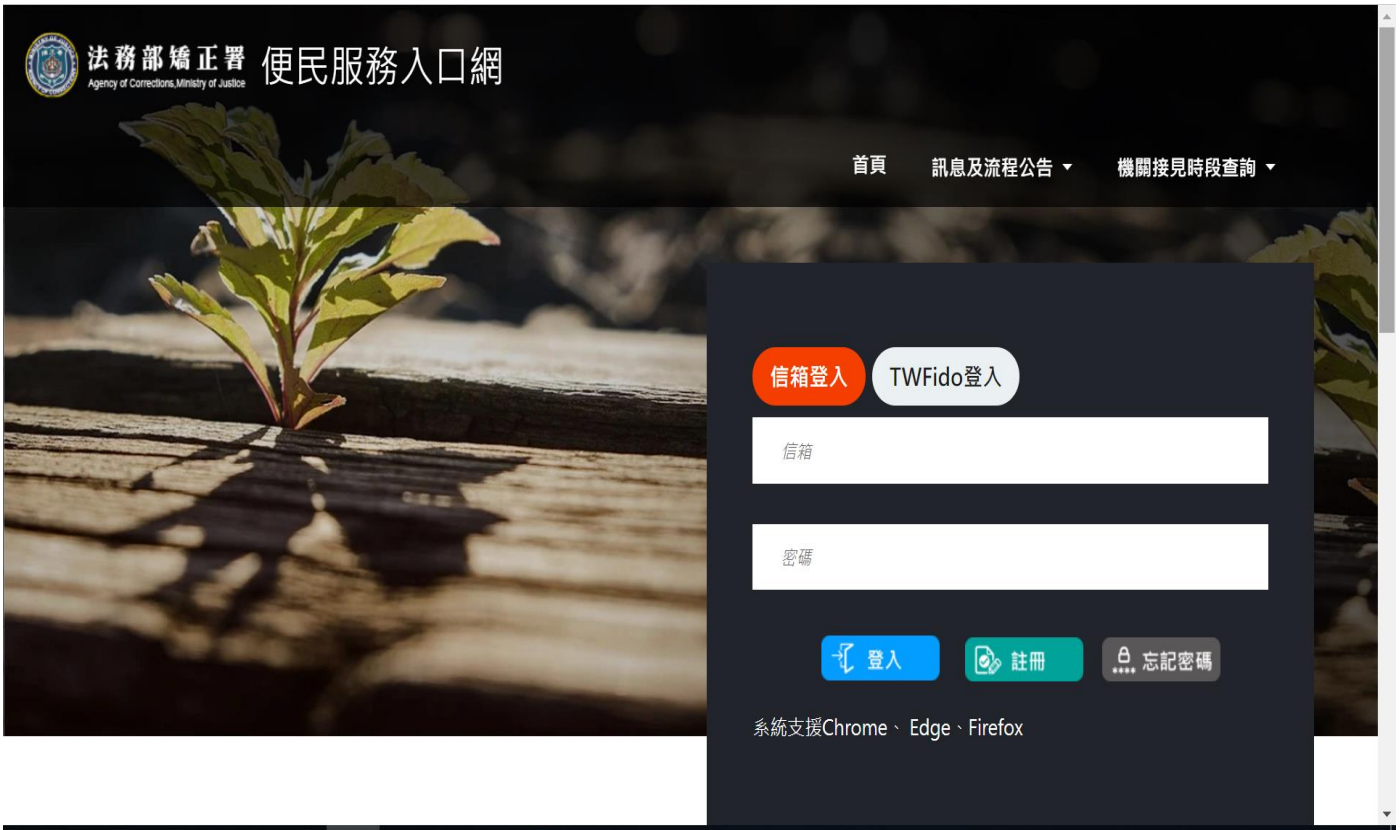 法務部矯正署
Agency of Corrections,Ministry of Justice
便民服務入口網
首頁 訊息及流程公告 機關接見時段查詢
信箱登入 TWFido登入
信箱
密碼
登入 註冊 忘記密碼
系統支援Chrome、 Edge、Firefox